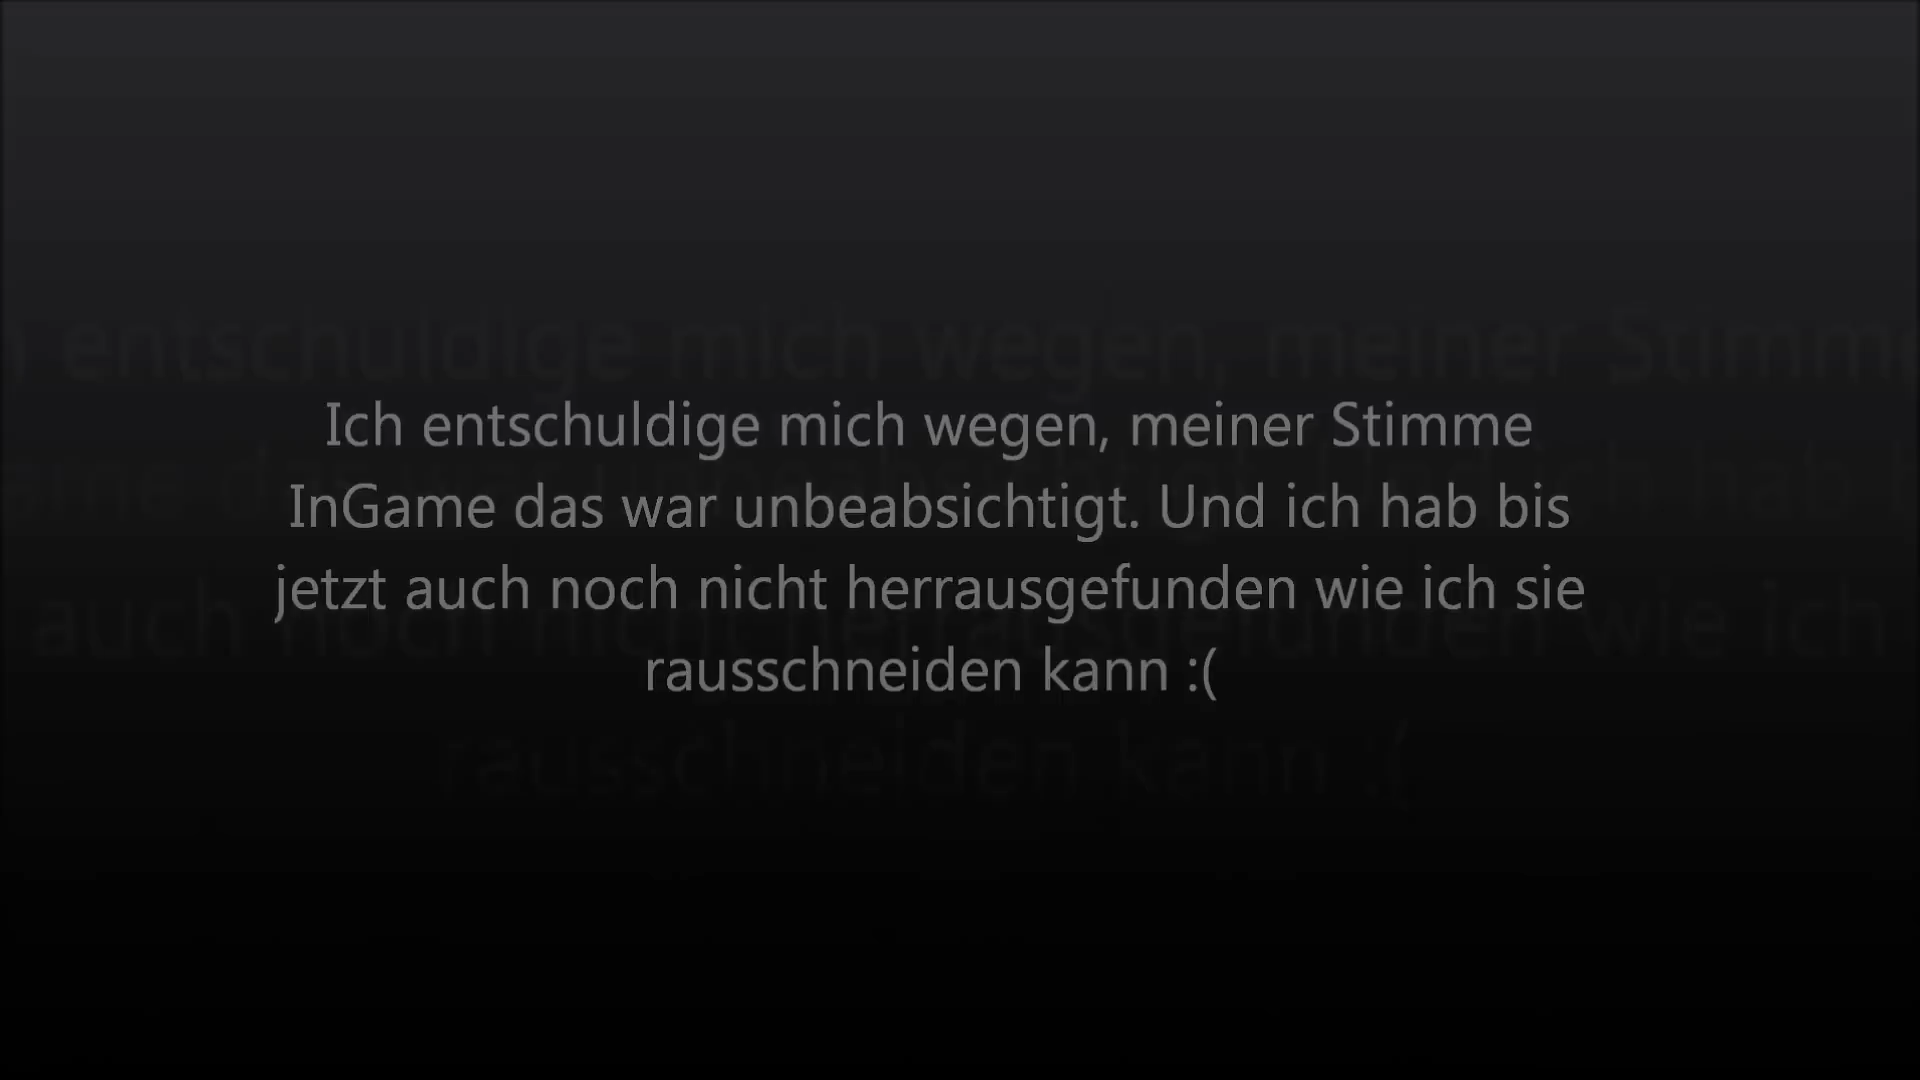 Ich entschuldige mich wegen, meiner Stimme
InGame das war unbeabsichtigt. Und ich hab bis
jetzt auch noch nicht herrausgefunden wie ich sie
rausschneiden kann :(